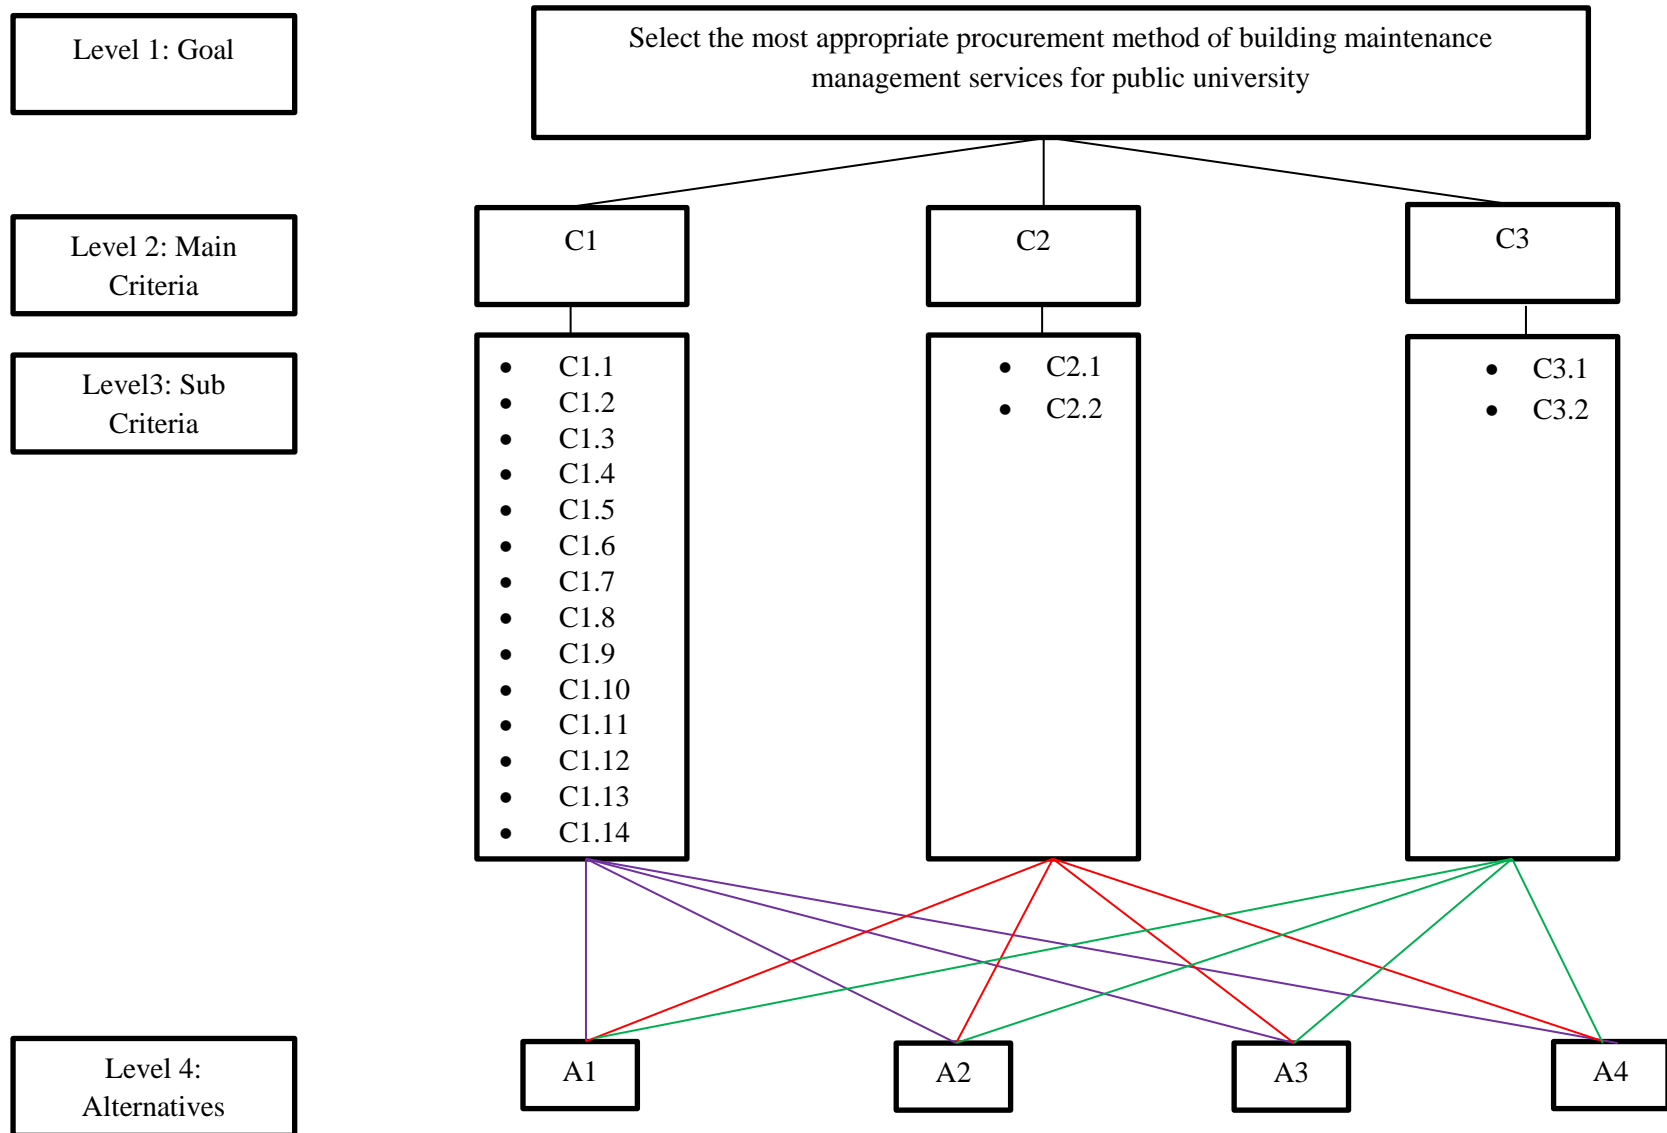 Level 1: Goal
Select the most appropriate procurement method of building maintenance
management services for public university
Level 2: Main
Criteria
C1
C2
C3
Level3: Sub
Criteria
C1.1
C1.2
C1.3
C1.4
C1.5
C1.6
C1.7
C1.8
C1.9
C1.10
C1.11
C1.12
C1.13
C1.14
C2.1
C2.2
C3.1
C3.2
Level 4:
Alternatives
A1
A2
A3
A4